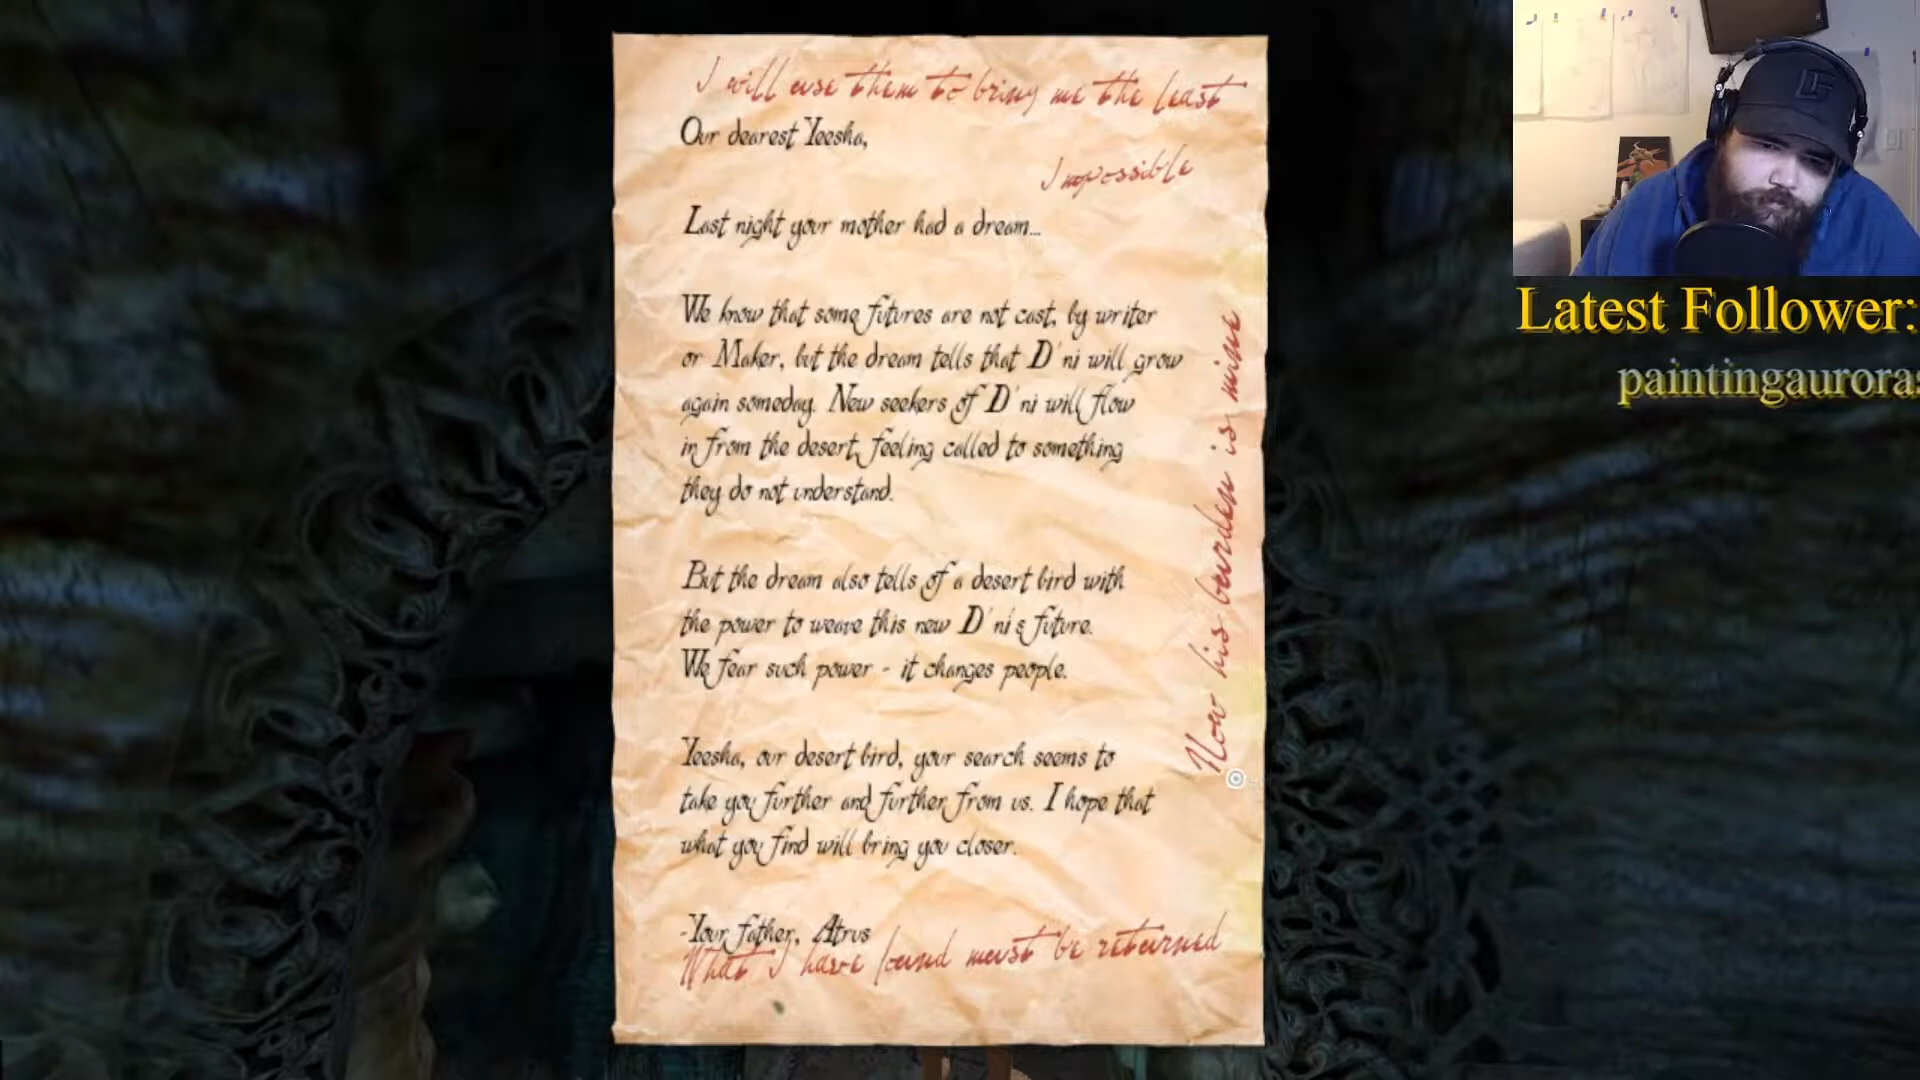 I will use them to bring me the least
Our dearest Yeesha,
Impossible
Last night your mother had a dream...
We know that some futures are not cast, by writer
or Maker, but the dream tells that D'ni will grow
again someday. New seekers of D'ni will flow
in from the desert, feeling called to something
they do not understand.
But the dream also tells of a desert bird with
the power to weave this new D'ni's future.
We fear such power - it changes people.
Yeesha, our desert bird, your search seems to
take you further and further from us. I hope that
what you find will bring you closer.
-Your father, Atrus
What I have found must be returned
Now his burden is mine
Latest Follower:
paintingauroras